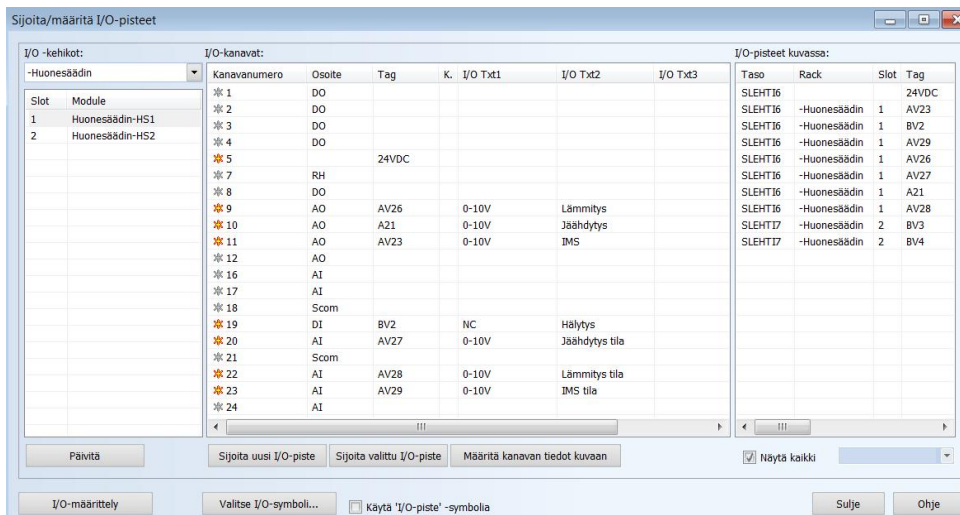 Sijoita/määritä I/O-pisteet
I/O -kehikot:
-Huonesäädin
Slot Module
1 Huonesäädin-HS1
2 Huonesäädin-HS2
Päivitä
I/O-määrittely
I/O-kanavat:
Kanavanumero Osoite Tag K. I/O Txt1 I/O Txt2 I/O Txt3
1 DO
2 DO
3 DO
4 DO
5 24VDC
7 RH
8 DO
9 AO AV26 0-10V Lämmitys
10 AO A21 0-10V Jäähdytys
11 AO AV23 0-10V IMS
12 AO
16 AI
17 AI
18 Scom
19 DI BV2 NC Hälytys
20 AI AV27 0-10V Jäähdytys tila
21 Scom
22 AI AV28 0-10V Lämmitys tila
23 AI AV29 0-10V IMS tila
24 AI
Sijoita uusi I/O-piste Sijoita valittu I/O-piste Määritä kanavan tiedot kuvaan
Valitse I/O-symboli... Käytä 'I/O-piste' -symbolia
I/O-pisteet kuvassa:
Taso Rack Slot Tag
SLEHTI6 24VDC
SLEHTI6 -Huonesäädin 1 AV23
SLEHTI6 -Huonesäädin 1 BV2
SLEHTI6 -Huonesäädin 1 AV29
SLEHTI6 -Huonesäädin 1 AV26
SLEHTI6 -Huonesäädin 1 AV27
SLEHTI6 -Huonesäädin 1 A21
SLEHTI6 -Huonesäädin 1 AV28
SLEHTI7 -Huonesäädin 2 BV3
SLEHTI7 -Huonesäädin 2 BV4
Näytä kaikki
Sulje Ohje